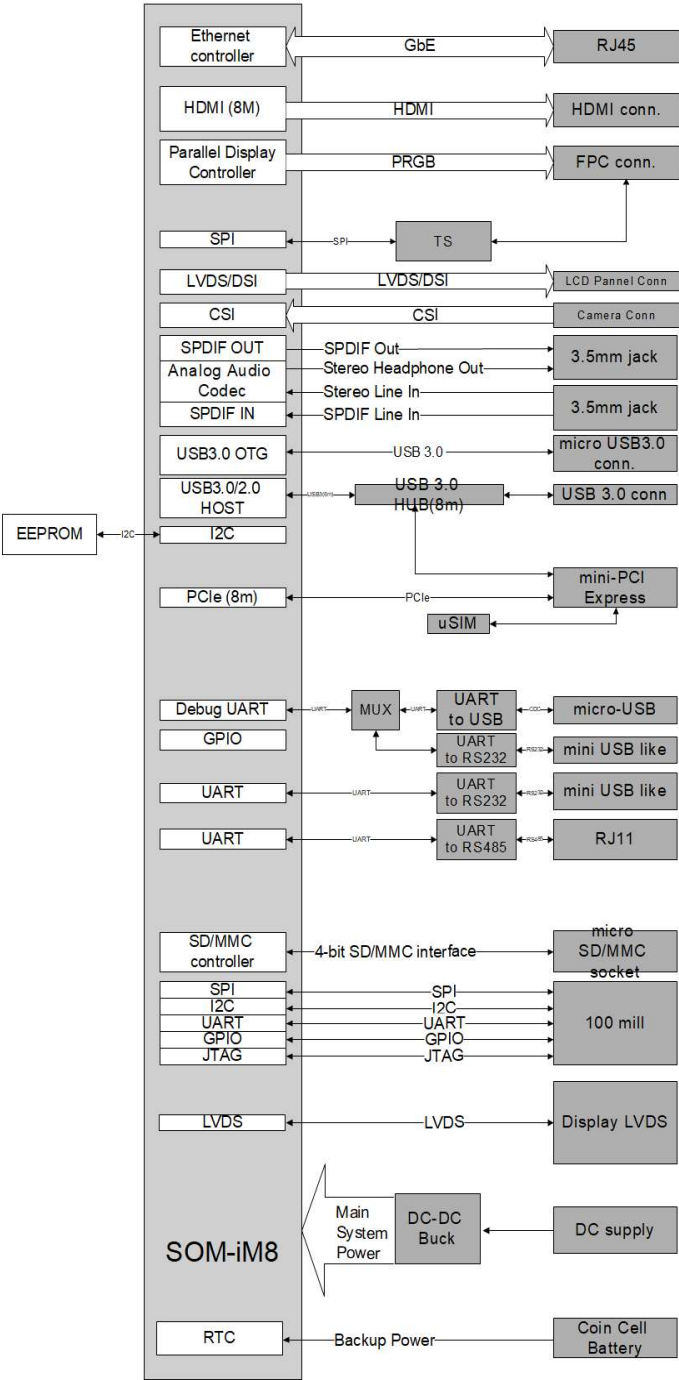 Ethernet
controller
GbE
RJ45
HDMI (8M)
HDMI
HDMI conn.
Parallel Display
Controller
PRGB
FPC conn.
SPI
SPI
TS
LVDS/DSI
LVDS/DSI
LCD Pannel Conn
CSI
CSI
Camera Conn
SPDIF OUT
SPDIF Out
3.5mm jack
Analog Audio
Codec
Stereo Headphone Out
Stereo Line In
3.5mm jack
SPDIF IN
SPDIF Line In
USB3.0 OTG
USB 3.0
micro USB3.0
conn.
USB3.0/2.0
HOST
USB3(8m)
USB 3.0
HUB(8m)
USB 3.0 conn
EEPROM
I2C
I2C
PCIe (8m)
PCIe
mini-PCI
Express
uSIM
Debug UART
UART
MUX
UART
UART
to USB
CDC
micro-USB
GPIO
UART
to RS232
RS232
mini USB like
UART
UART
UART
to RS232
RS232
mini USB like
UART
UART
UART
to RS485
RS485
RJ11
SD/MMC
controller
4-bit SD/MMC interface
micro
SD/MMC
socket
SPI
SPI
I2C
I2C
UART
UART
GPIO
GPIO
JTAG
JTAG
100 mill
LVDS
LVDS
Display LVDS
SOM-iM8
Main
System
Power
DC-DC
Buck
DC supply
RTC
Backup Power
Coin Cell
Battery